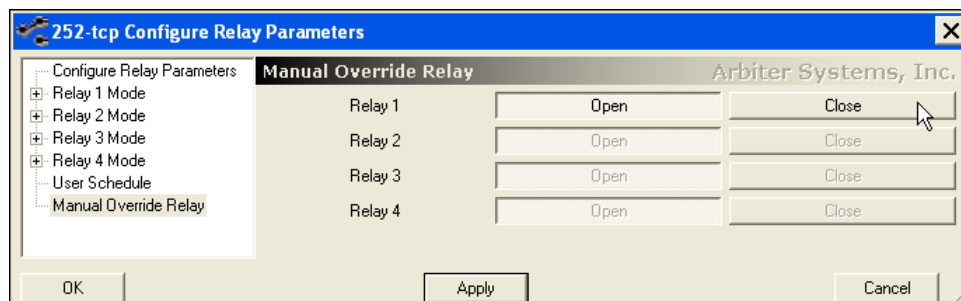 252-tcp Configure Relay Parameters
Configure Relay Parameters
Relay 1 Mode
Relay 2 Mode
Relay 3 Mode
Relay 4 Mode
User Schedule
Manual Override Relay
Manual Override Relay Arbiter Systems, Inc.
Relay 1 Open Close
Relay 2 Open Close
Relay 3 Open Close
Relay 4 Open Close
OK Apply Cancel